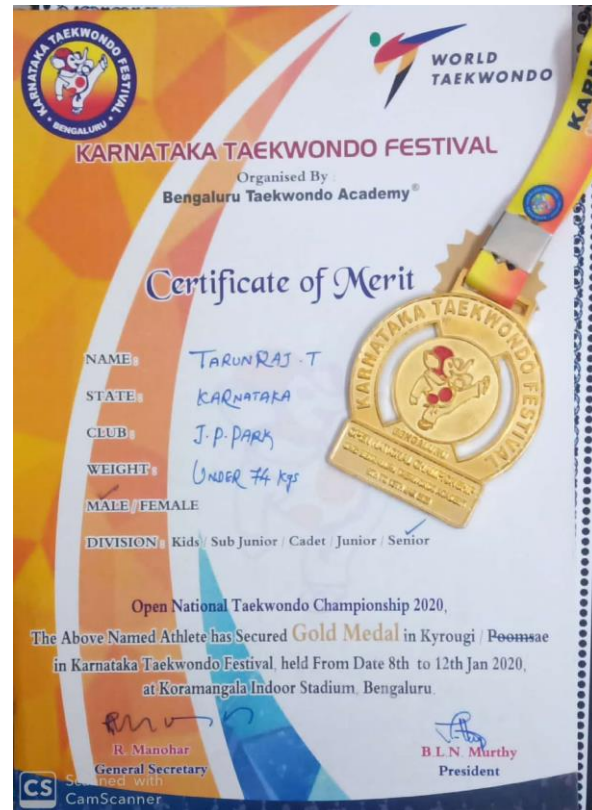 KARNATAKA TAEKWONDO FESTIVAL
BENGALURU
WORLD
TAEKWONDO
KARNATAKA TAEKWONDO FESTIVAL
Organised By :
Bengaluru Taekwondo Academy®
Certificate of Merit
NAME : TARUNRAJ.T
STATE : KARNATAKA
CLUB : J.P.PARK
WEIGHT : UNDER 74 kgs
MALE / FEMALE
DIVISION : Kids / Sub Junior / Cadet / Junior / Senior
KARNATAKA TAEKWONDO FESTIVAL
BENGALURU
OPEN NATIONAL CHAMPIONSHIP
Open National Taekwondo Championship 2020,
The Above Named Athlete has Secured Gold Medal in Kyrougi / Poomsae
in Karnataka Taekwondo Festival, held From Date 8th to 12th Jan 2020,
at Koramangala Indoor Stadium, Bengaluru.
R. Manohar
General Secretary
B.L.N. Murthy
President
CS Scanned with
CamScanner